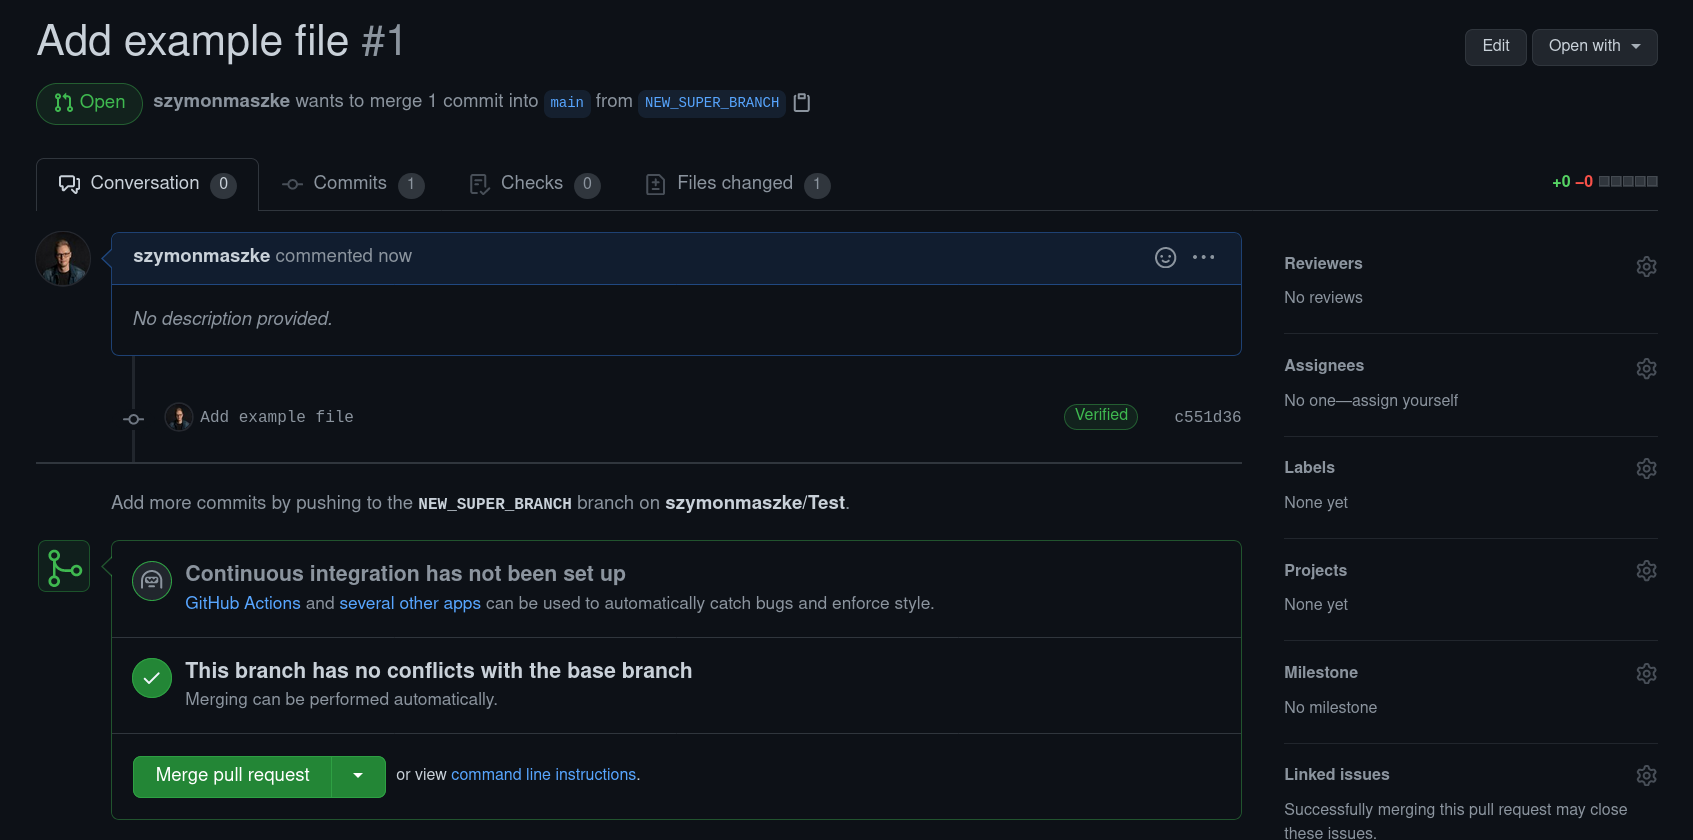 Add example file #1
Edit
Open with
Open
szymonmaszke wants to merge 1 commit into main from NEW_SUPER_BRANCH
Conversation 0
Commits 1
Checks 0
Files changed 1
+0 −0
szymonmaszke commented now
No description provided.
Add example file
Verified
c551d36
Add more commits by pushing to the NEW_SUPER_BRANCH branch on szymonmaszke/Test.
Continuous integration has not been set up
GitHub Actions and several other apps can be used to automatically catch bugs and enforce style.
This branch has no conflicts with the base branch
Merging can be performed automatically.
Merge pull request
or view command line instructions.
Reviewers
No reviews
Assignees
No one—assign yourself
Labels
None yet
Projects
None yet
Milestone
No milestone
Linked issues
Successfully merging this pull request may close
these issues.